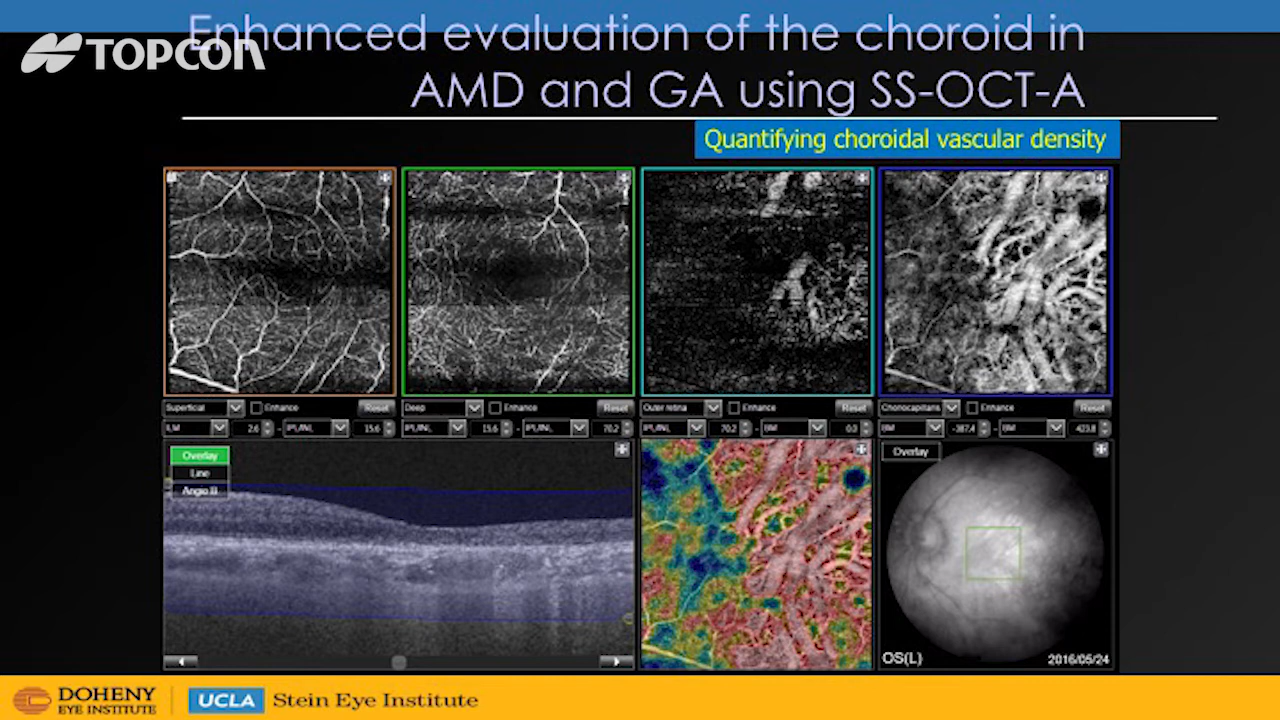 Enhanced evaluation of the choroid in
TOPCON
AMD and GA using SS-OCT-A
Quantifying choroidal vascular density
Superficial Enhance Reset
Deep Enhance Reset
Outer retina Enhance Reset
Choriocapillaris Enhance Reset
ILM 2.6 - IPL/INL 15.6
IPL/INL 15.6 - IPL/INL 70.2
IPL/INL 70.2 - BM 0.0
BM -387.4 - BM 423.8
Overlay
Line
Angio B
Overlay
OS(L) 2016/05/24
DOHENY
EYE INSTITUTE
UCLA Stein Eye Institute